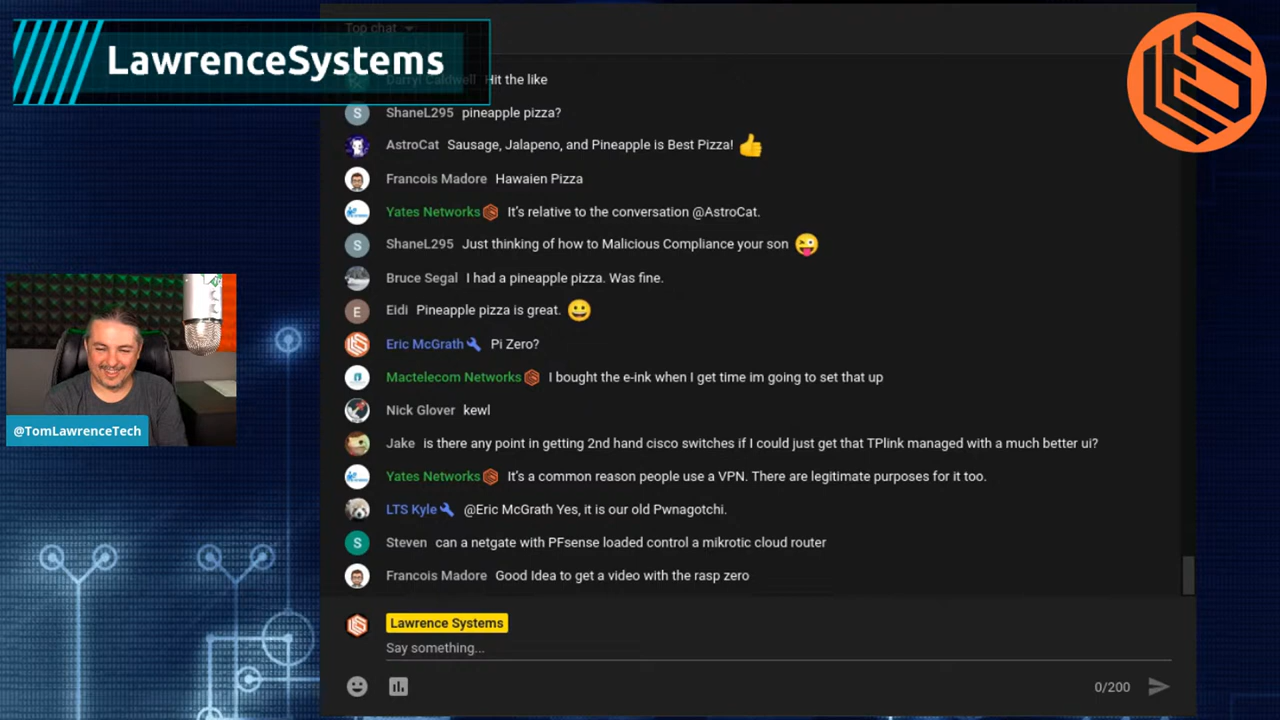 Top chat
LawrenceSystems
Darryl Caldwell Hit the like
S ShaneL295 pineapple pizza?
AstroCat Sausage, Jalapeno, and Pineapple is Best Pizza! 👍
Francois Madore Hawaien Pizza
Yates Networks It's relative to the conversation @AstroCat.
S ShaneL295 Just thinking of how to Malicious Compliance your son 😜
Bruce Segal I had a pineapple pizza. Was fine.
E Eidi Pineapple pizza is great. 😀
Eric McGrath Pi Zero?
Mactelecom Networks I bought the e-ink when I get time im going to set that up
Nick Glover kewl
Jake is there any point in getting 2nd hand cisco switches if I could just get that TPlink managed with a much better ui?
Yates Networks It's a common reason people use a VPN. There are legitimate purposes for it too.
LTS Kyle @Eric McGrath Yes, it is our old Pwnagotchi.
S Steven can a netgate with PFsense loaded control a mikrotic cloud router
Francois Madore Good Idea to get a video with the rasp zero
@TomLawrenceTech
Lawrence Systems
Say something...
0/200